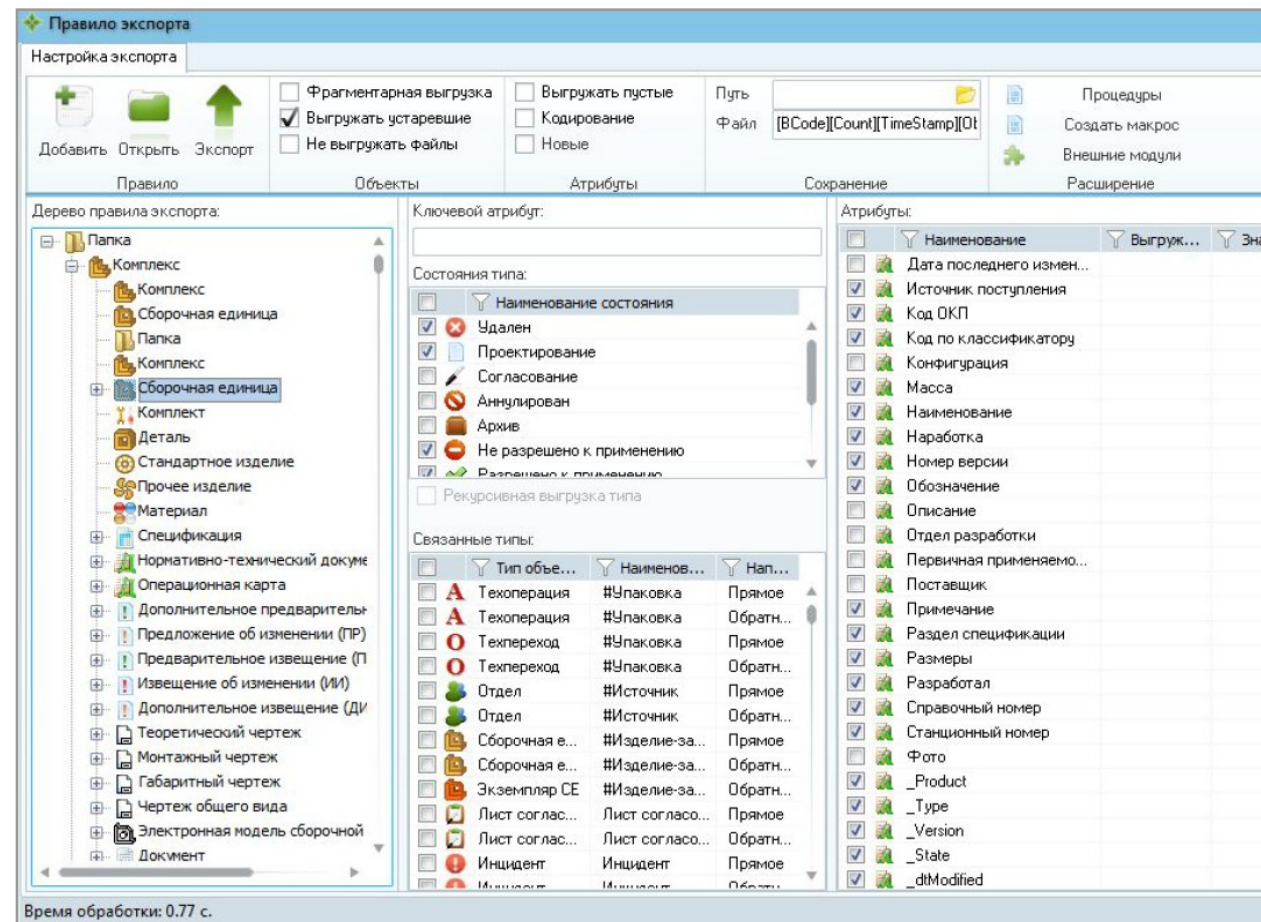 Правило экспорта
Настройка экспорта
Добавить Открыть Экспорт
Правило
Фрагментарная выгрузка
Выгружать устаревшие
Не выгружать файлы
Объекты
Выгружать пустые
Кодирование
Новые
Атрибуты
Путь
Файл [BCode][Count][TimeStamp][Ot
Сохранение
Процедуры
Создать макрос
Внешние модули
Расширение
Дерево правила экспорта:
Папка
Комплекс
Комплекс
Сборочная единица
Папка
Комплекс
Сборочная единица
Комплект
Деталь
Стандартное изделие
Прочее изделие
Материал
Спецификация
Нормативно-технический докуме
Операционная карта
Дополнительное предварительн
Предложение об изменении (ПР)
Предварительное извещение (П
Извещение об изменении (ИИ)
Дополнительное извещение (ДИ
Теоретический чертеж
Монтажный чертеж
Габаритный чертеж
Чертеж общего вида
Электронная модель сборочной
Документ
Ключевой атрибут:
Состояния типа:
Наименование состояния
Удален
Проектирование
Согласование
Аннулирован
Архив
Не разрешено к применению
Разрешено к применению
Рекурсивная выгрузка типа
Связанные типы:
Тип объе... Наименов... Нап...
Техоперация #Упаковка Прямое
Техоперация #Упаковка Обратн...
Техпереход #Упаковка Прямое
Техпереход #Упаковка Обратн...
Отдел #Источник Прямое
Отдел #Источник Обратн...
Сборочная е... #Изделие-за... Прямое
Сборочная е... #Изделие-за... Обратн...
Экземпляр СЕ #Изделие-за... Обратн...
Лист соглас... Лист согласо... Прямое
Лист соглас... Лист согласо... Обратн...
Инцидент Инцидент Прямое
Инцидент Инцидент Обратн...
Атрибуты:
Наименование Выгруж... Зна
Дата последнего измен...
Источник поступления
Код ОКП
Код по классификатору
Конфигурация
Масса
Наименование
Наработка
Номер версии
Обозначение
Описание
Отдел разработки
Первичная применяемо...
Поставщик
Примечание
Раздел спецификации
Размеры
Разработал
Справочный номер
Станционный номер
Фото
_Product
_Type
_Version
_State
_dtModified
Время обработки: 0.77 с.